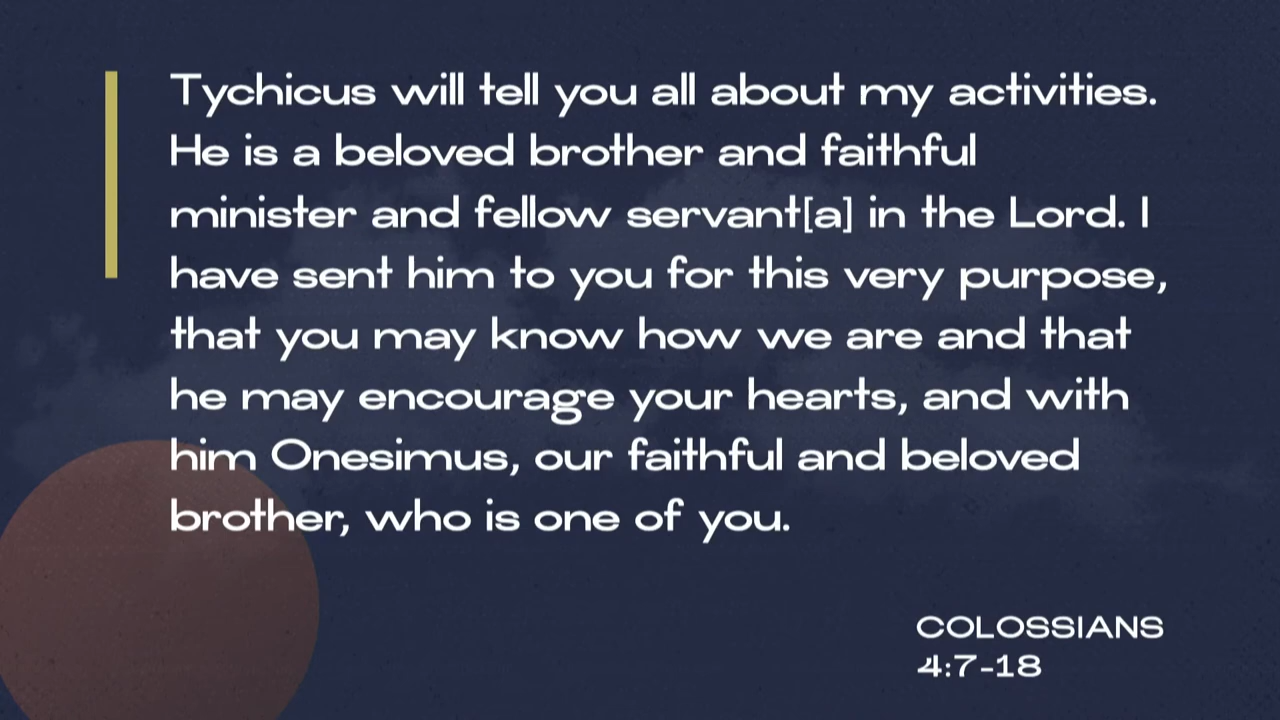 Tychicus will tell you all about my activities.
He is a beloved brother and faithful
minister and fellow servant[a] in the Lord. I
have sent him to you for this very purpose,
that you may know how we are and that
he may encourage your hearts, and with
him Onesimus, our faithful and beloved
brother, who is one of you.
COLOSSIANS
4:7-18